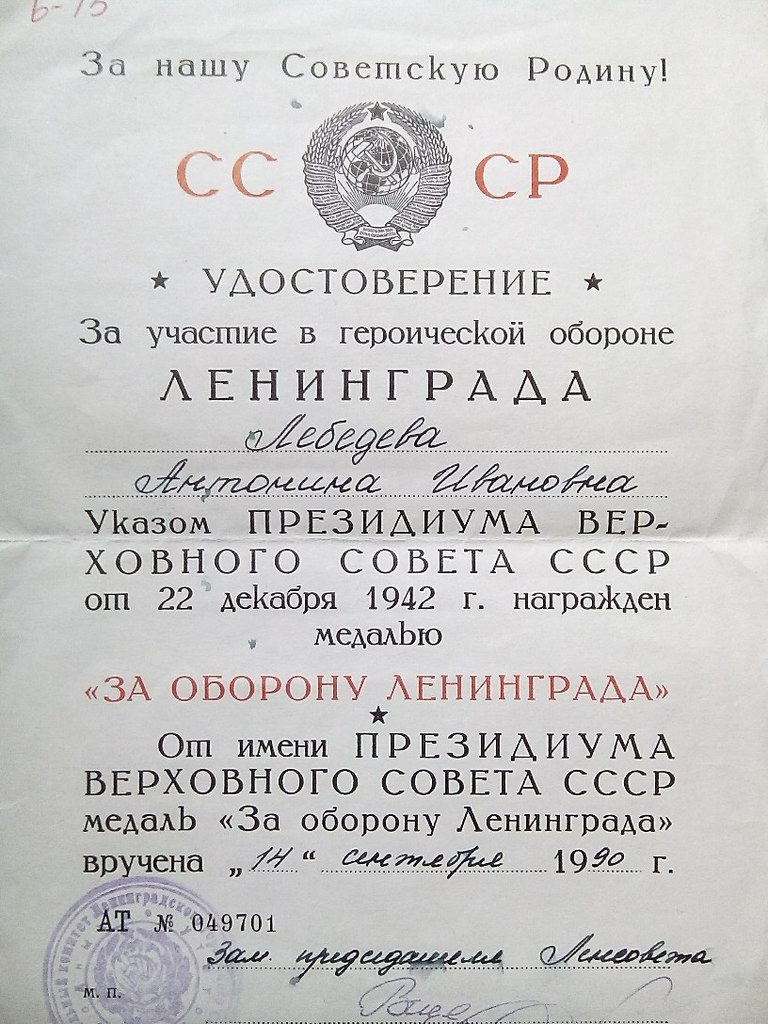 6-15
За нашу Советскую Родину!
СССР
★ УДОСТОВЕРЕНИЕ ★
За участие в героической обороне
ЛЕНИНГРАДА
Лебедева
Антонина Ивановна
Указом ПРЕЗИДИУМА ВЕР-
ХОВНОГО СОВЕТА СССР
от 22 декабря 1942 г. награжден
медалью
«ЗА ОБОРОНУ ЛЕНИНГРАДА»
★
От имени ПРЕЗИДИУМА
ВЕРХОВНОГО СОВЕТА СССР
медаль «За оборону Ленинграда»
вручена „14“ сентября 1990 г.
АТ № 049701
Зам. председателя Ленсовета
м. п.